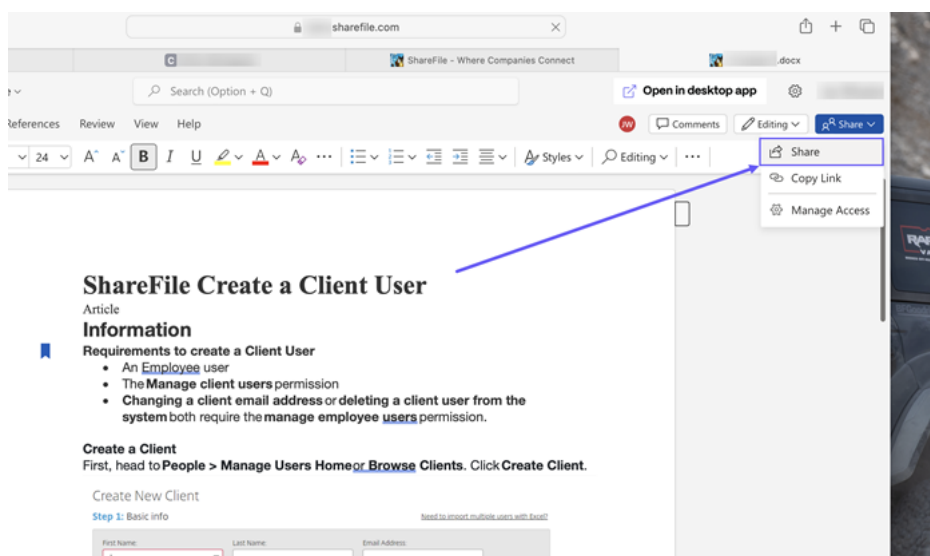 sharefile.com
ShareFile - Where Companies Connect
.docx
Search (Option + Q)
Open in desktop app
References Review View Help
JW Comments Editing Share
24 A A B I U A A Styles Editing
Share
Copy Link
Manage Access
ShareFile Create a Client User
Article
Information
Requirements to create a Client User
An Employee user
The Manage client users permission
Changing a client email address or deleting a client user from the
system both require the manage employee users permission.
Create a Client
First, head to People > Manage Users Home or Browse Clients. Click Create Client.
Create New Client
Step 1: Basic info
Need to import multiple users with Excel?
First Name: Last Name: Email Address: